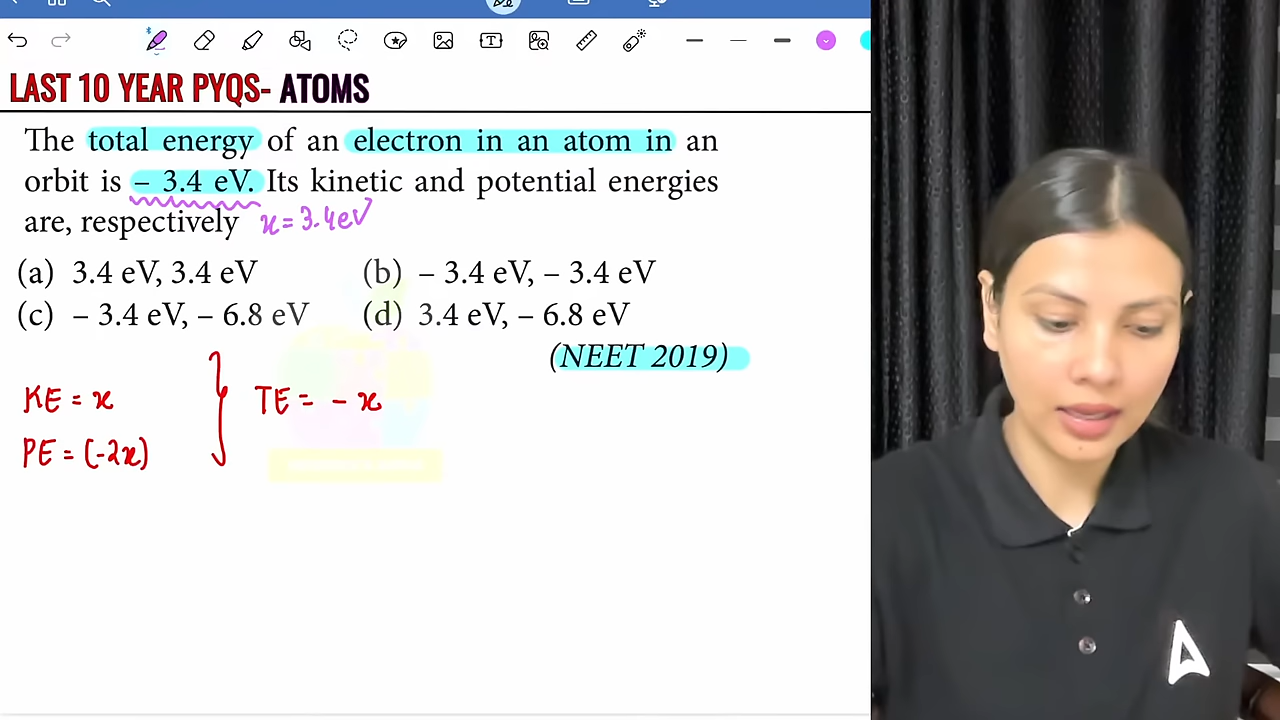 LAST 10 YEAR PYQS- ATOMS
The total energy of an electron in an atom in an
orbit is – 3.4 eV. Its kinetic and potential energies
are, respectively x = 3.4eV
(a) 3.4 eV, 3.4 eV (b) – 3.4 eV, – 3.4 eV
(c) – 3.4 eV, – 6.8 eV (d) 3.4 eV, – 6.8 eV
(NEET 2019)
KE = x } TE = - x
PE = (-2x)